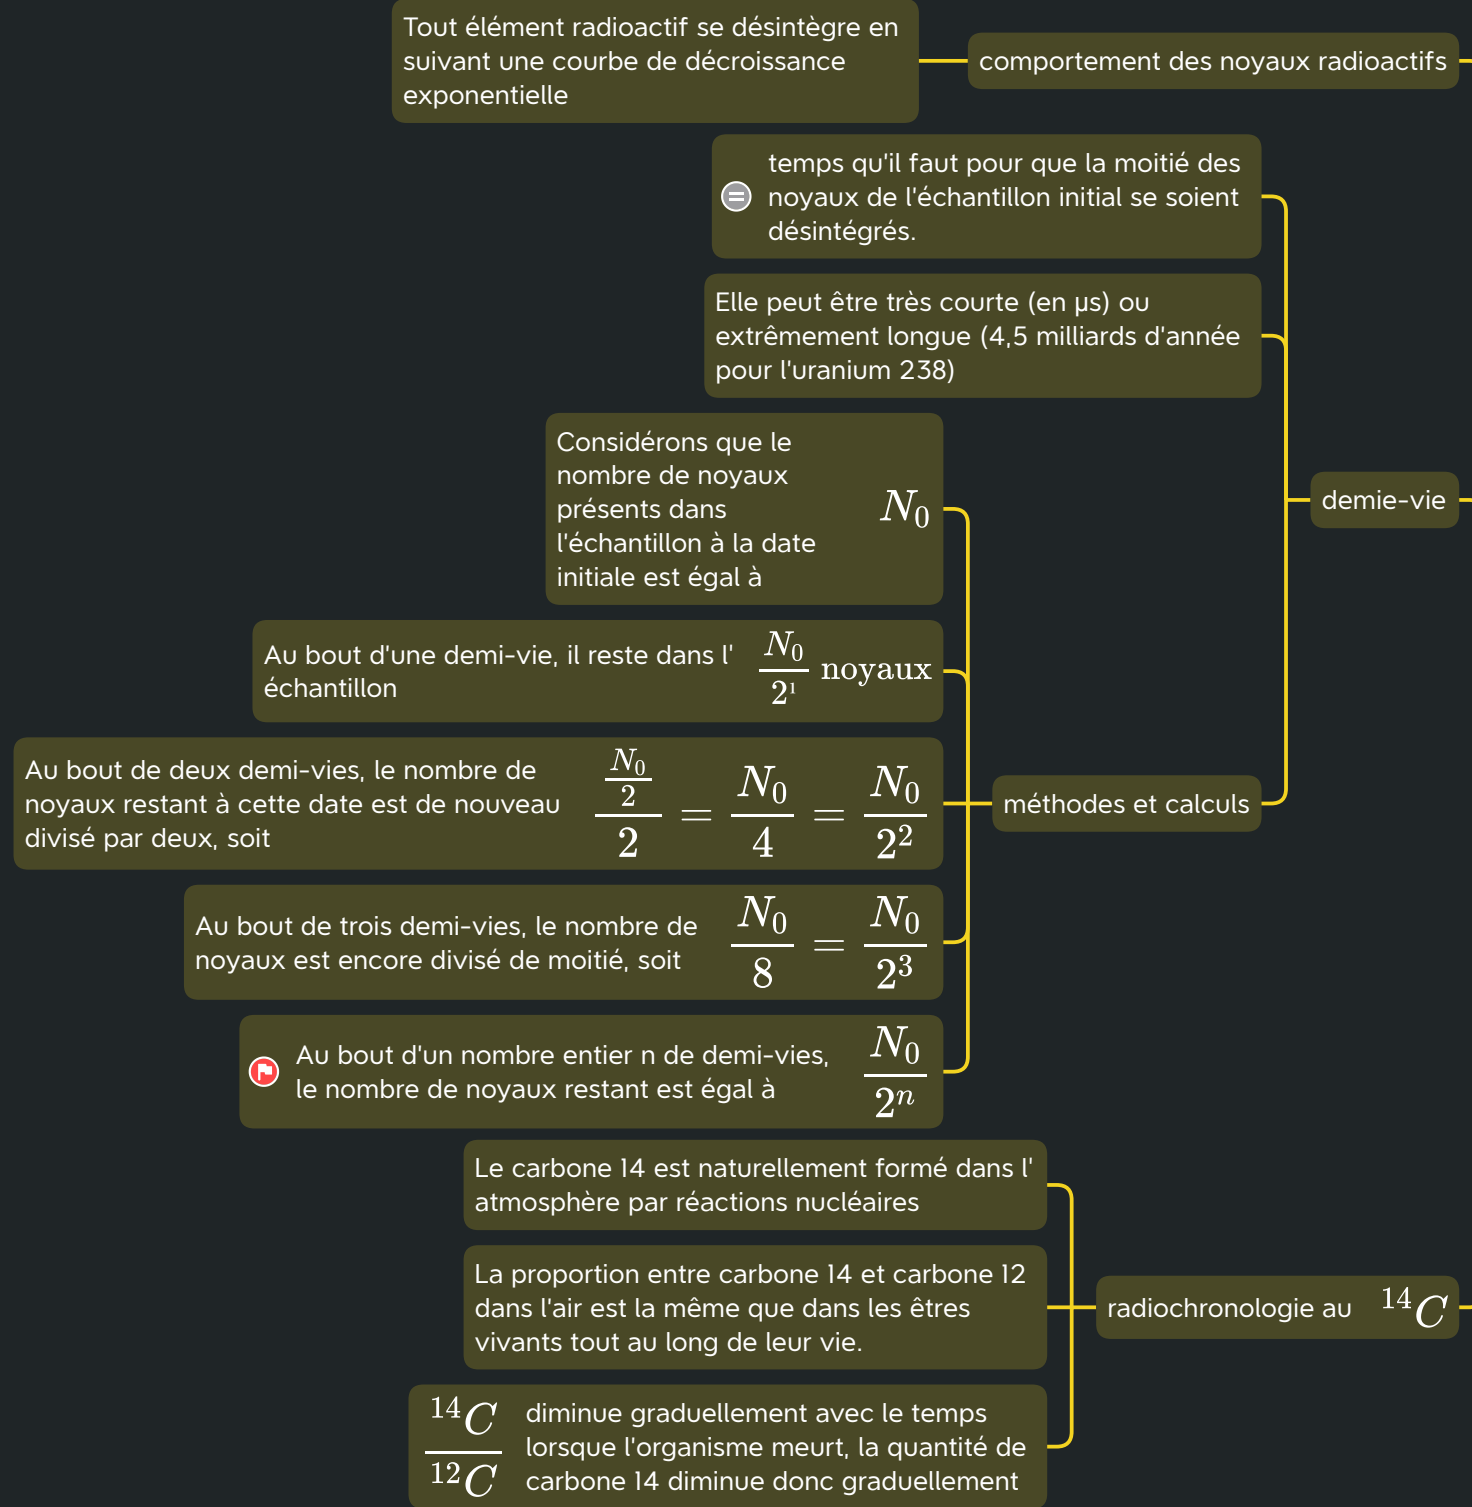 Tout élément radioactif se désintègre en
suivant une courbe de décroissance
exponentielle
comportement des noyaux radioactifs
temps qu'il faut pour que la moitié des
noyaux de l'échantillon initial se soient
désintégrés.
Elle peut être très courte (en µs) ou
extrêmement longue (4,5 milliards d'année
pour l'uranium 238)
demie-vie
Considérons que le
nombre de noyaux
présents dans
l'échantillon à la date
initiale est égal à
N₀
Au bout d'une demi-vie, il reste dans l'
échantillon
N₀/2¹ noyaux
Au bout de deux demi-vies, le nombre de
noyaux restant à cette date est de nouveau
divisé par deux, soit
(N₀/2)/2 = N₀/4 = N₀/2²
méthodes et calculs
Au bout de trois demi-vies, le nombre de
noyaux est encore divisé de moitié, soit
N₀/8 = N₀/2³
Au bout d'un nombre entier n de demi-vies,
le nombre de noyaux restant est égal à
N₀/2ⁿ
Le carbone 14 est naturellement formé dans l'
atmosphère par réactions nucléaires
La proportion entre carbone 14 et carbone 12
dans l'air est la même que dans les êtres
vivants tout au long de leur vie.
radiochronologie au ¹⁴C
¹⁴C/¹²C
diminue graduellement avec le temps
lorsque l'organisme meurt, la quantité de
carbone 14 diminue donc graduellement